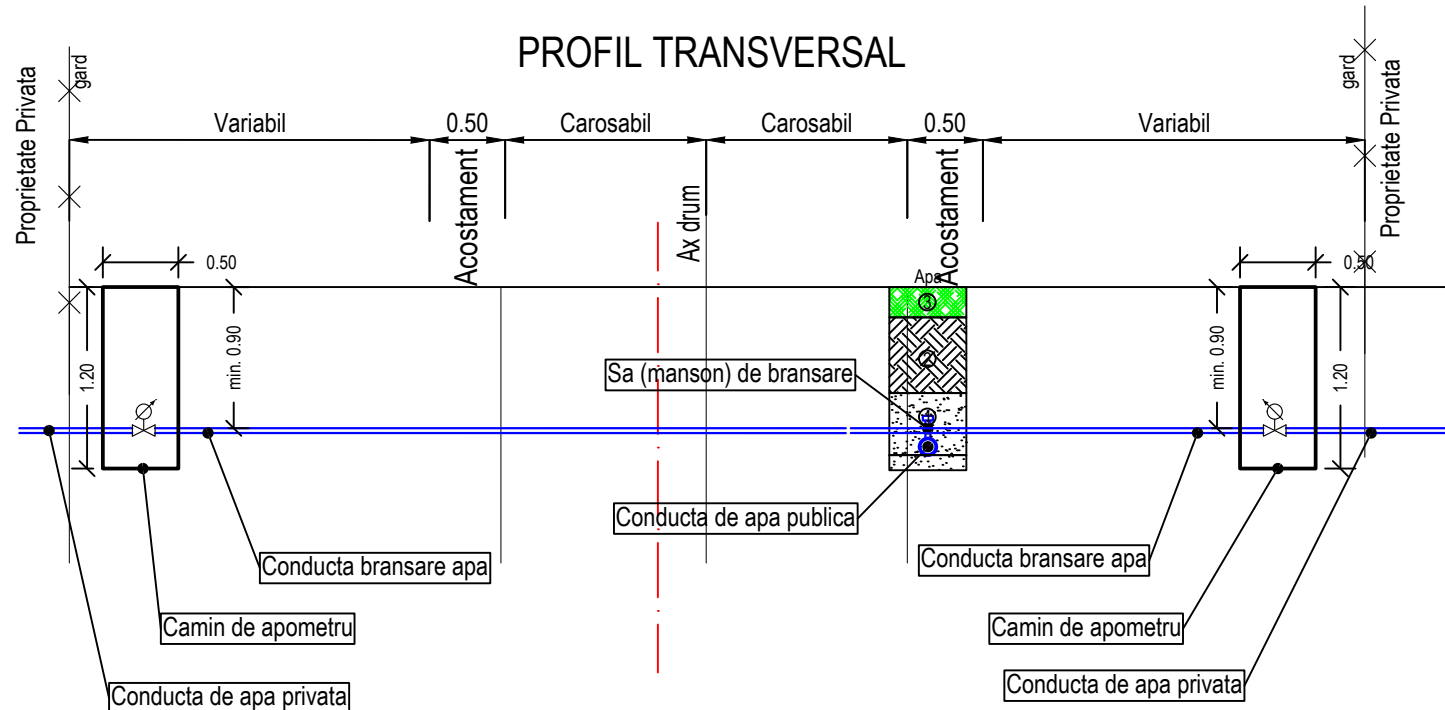 PROFIL TRANSVERSAL
Proprietate Privata
gard
Variabil
0.50
Carosabil
Carosabil
0.50
Variabil
gard
Proprietate Privata
Acostament
Ax drum
Acostament
0.50
Apa
0.50
3
1.20
min. 0.90
2
min. 0.90
1.20
Sa (manson) de bransare
1
Conducta de apa publica
Conducta bransare apa
Conducta bransare apa
Camin de apometru
Camin de apometru
Conducta de apa privata
Conducta de apa privata